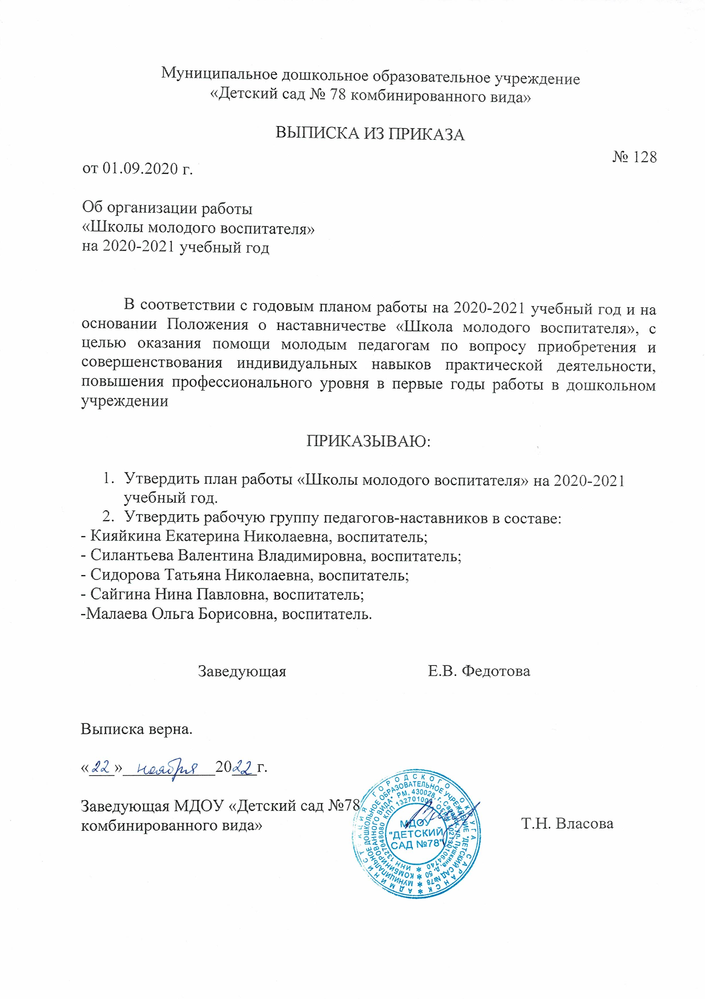 Муниципальное дошкольное образовательное учреждение
«Детский сад № 78 комбинированного вида»
ВЫПИСКА ИЗ ПРИКАЗА
№ 128
от 01.09.2020 г.
Об организации работы
«Школы молодого воспитателя»
на 2020-2021 учебный год
В соответствии с годовым планом работы на 2020-2021 учебный год и на
основании Положения о наставничестве «Школа молодого воспитателя», с
целью оказания помощи молодым педагогам по вопросу приобретения и
совершенствования индивидуальных навыков практической деятельности,
повышения профессионального уровня в первые годы работы в дошкольном
учреждении
ПРИКАЗЫВАЮ:
1. Утвердить план работы «Школы молодого воспитателя» на 2020-2021
учебный год.
2. Утвердить рабочую группу педагогов-наставников в составе:
- Кияйкина Екатерина Николаевна, воспитатель;
- Силантьева Валентина Владимировна, воспитатель;
- Сидорова Татьяна Николаевна, воспитатель;
- Сайгина Нина Павловна, воспитатель;
-Малаева Ольга Борисовна, воспитатель.
Заведующая Е.В. Федотова
Выписка верна.
«22» ноября 2022 г.
Заведующая МДОУ «Детский сад №78
комбинированного вида» Т.Н. Власова
АДМИНИСТРАЦИЯ ГОРОДСКОГО ОКРУГА САРАНСК
МУНИЦИПАЛЬНОЕ ДОШКОЛЬНОЕ ОБРАЗОВАТЕЛЬНОЕ УЧРЕЖДЕНИЕ "ДЕТСКИЙ САД №78
КОМБИНИРОВАННОГО ВИДА" РМ, 430028, г. Саранск, ул. Пушкина, д. 50
ИНН 1327048080 КПП 132701001 ОГРН 1021301064740
МДОУ
"ДЕТСКИЙ
САД №78"